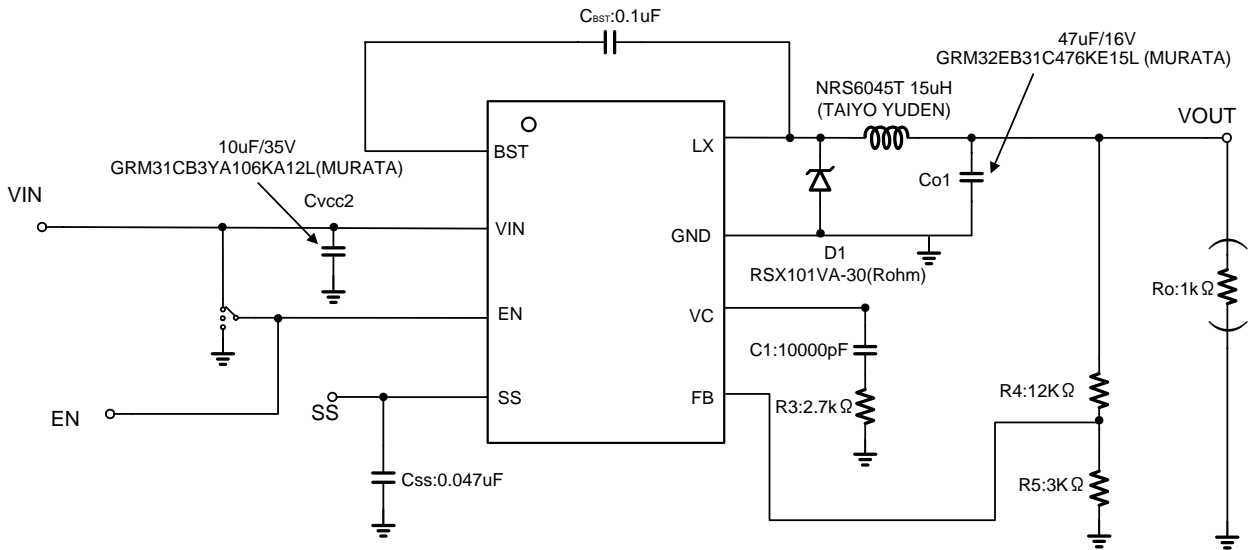 CBST:0.1uF
47uF/16V
GRM32EB31C476KE15L (MURATA)
NRS6045T 15uH
(TAIYO YUDEN)
VOUT
10uF/35V
GRM31CB3YA106KA12L(MURATA)
Cvcc2
VIN
BST
LX
Co1
VIN
GND
D1
RSX101VA-30(Rohm)
Ro:1kΩ
EN
VC
C1:10000pF
R3:2.7kΩ
R4:12KΩ
EN
SS
SS
FB
Css:0.047uF
R5:3KΩ